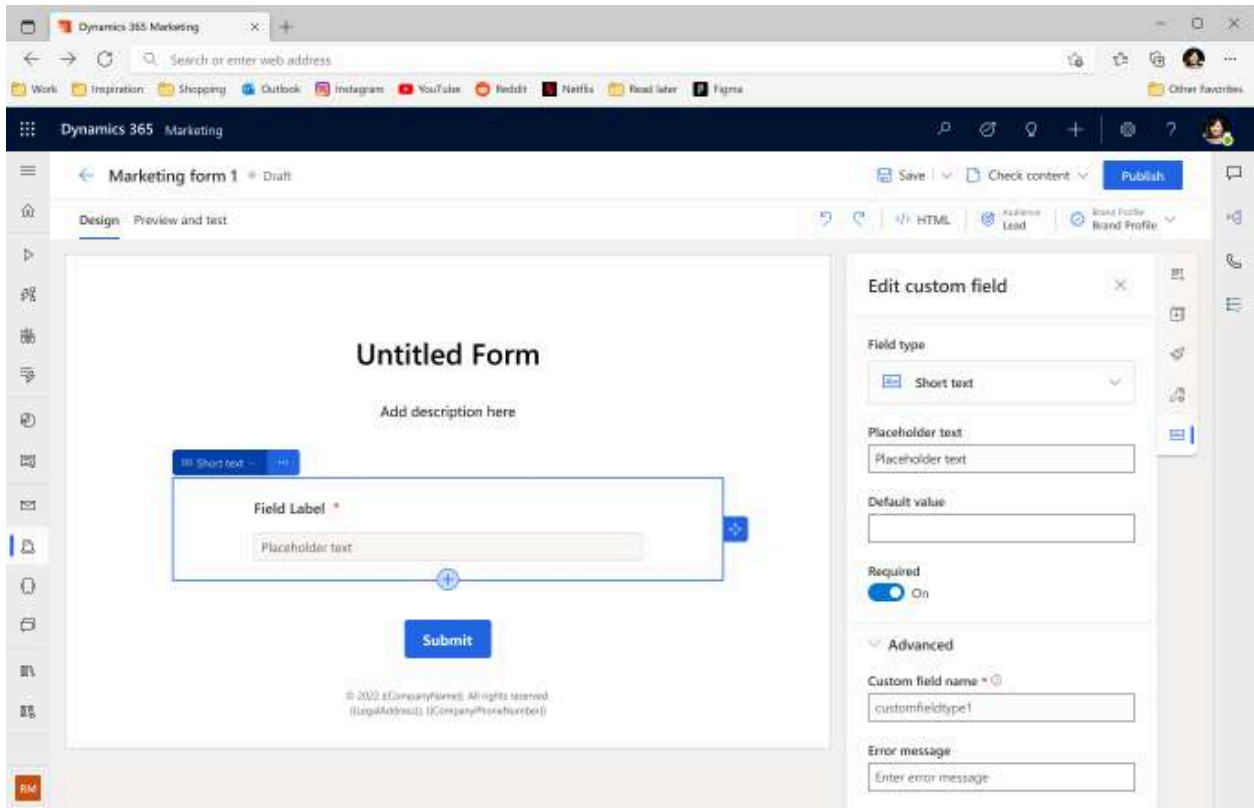 Dynamics 365 Marketing
Search or enter web address
Work Inspiration Shopping Outlook Instagram YouTube Reddit Netflix Read later Figma Other Favorites
Dynamics 365 Marketing
Marketing form 1 Draft Save Check content Publish
Design Preview and test HTML Audience Lead Brand Profile Brand Profile
Edit custom field
Field type
Short text
Untitled Form
Add description here
Placeholder text
Placeholder text
Short text
Field Label *
Placeholder text
Default value
Required
On
Submit
Advanced
Custom field name *
customfieldtype1
© 2022 {{CompanyName}}. All rights reserved.
{{LegalAddress}}, {{CompanyPhoneNumber}}
Error message
Enter error message
RM